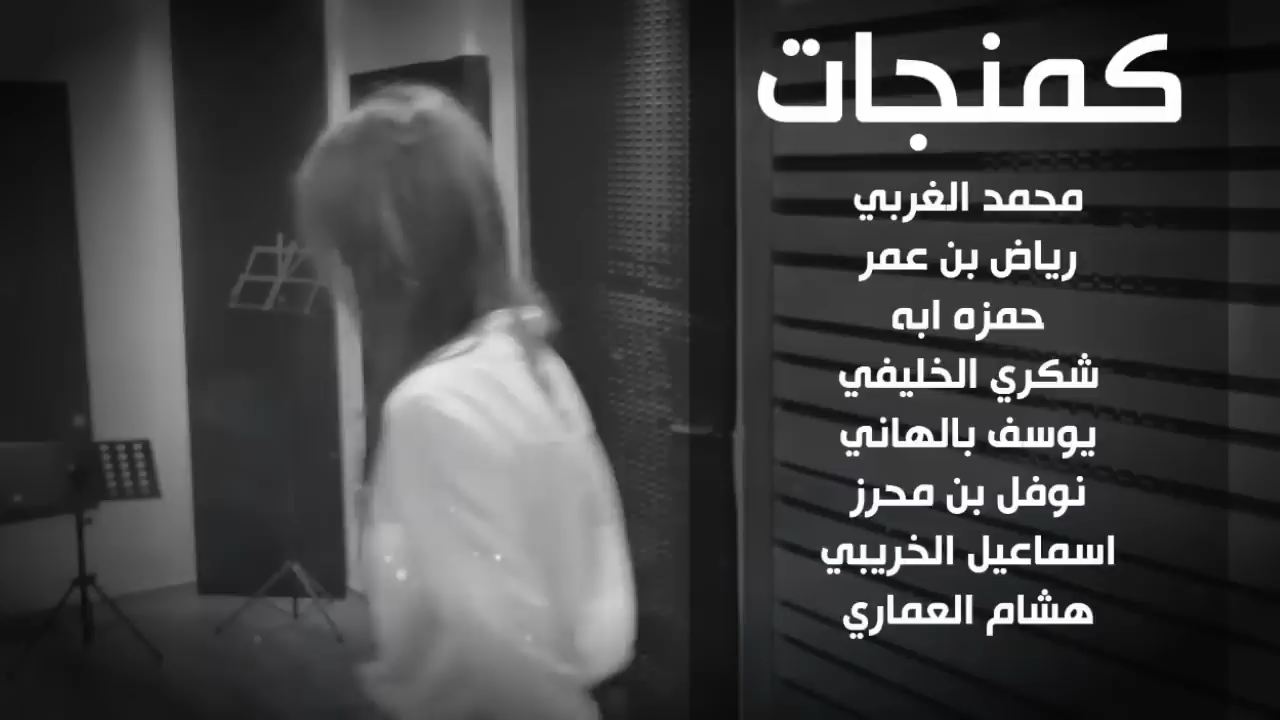 كمنجات
محمد الغربي
رياض بن عمر
حمزه ابه
شكري الخليفي
يوسف بالهاني
نوفل بن محرز
اسماعيل الخريبي
هشام العماري